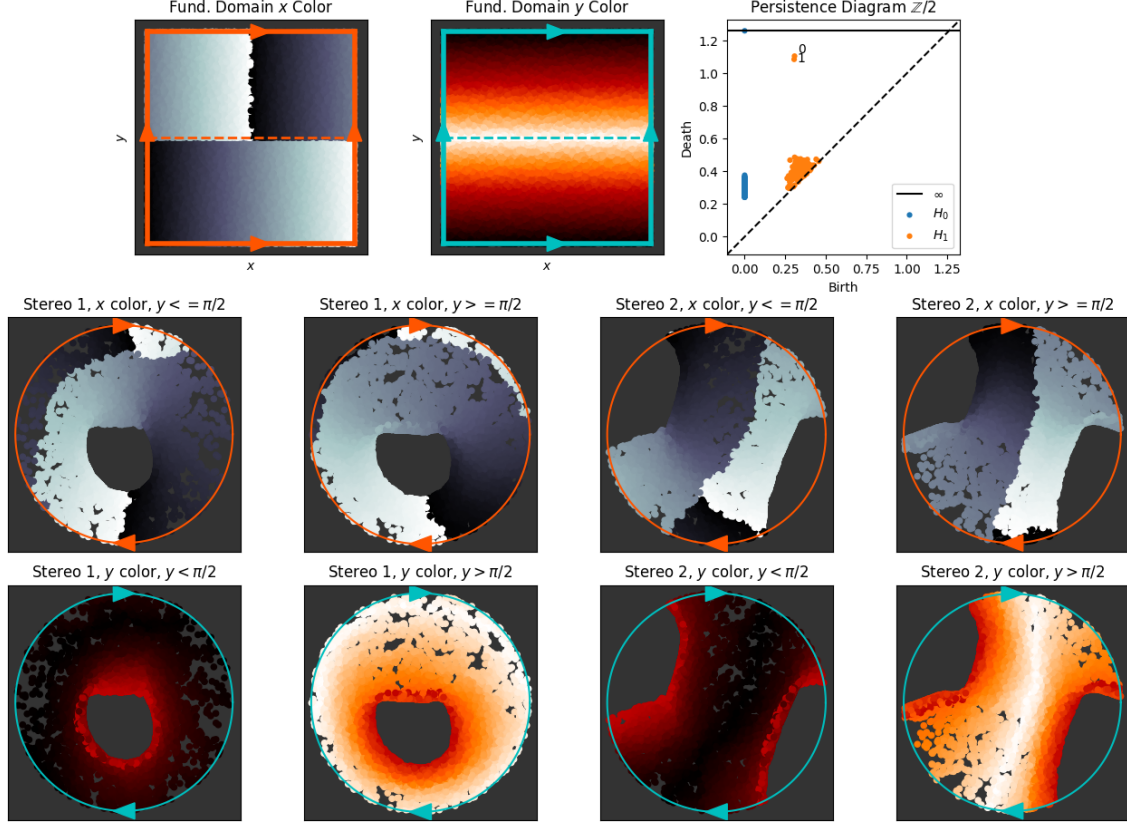 Fund. Domain x Color
Fund. Domain y Color
Persistence Diagram ℤ/2
y
x
y
x
Death
1.2
1.0
0.8
0.6
0.4
0.2
0.0
0
1
∞
H₀
H₁
0.00 0.25 0.50 0.75 1.00 1.25
Birth
Stereo 1, x color, y <= π/2
Stereo 1, x color, y >= π/2
Stereo 2, x color, y <= π/2
Stereo 2, x color, y >= π/2
Stereo 1, y color, y < π/2
Stereo 1, y color, y > π/2
Stereo 2, y color, y < π/2
Stereo 2, y color, y > π/2